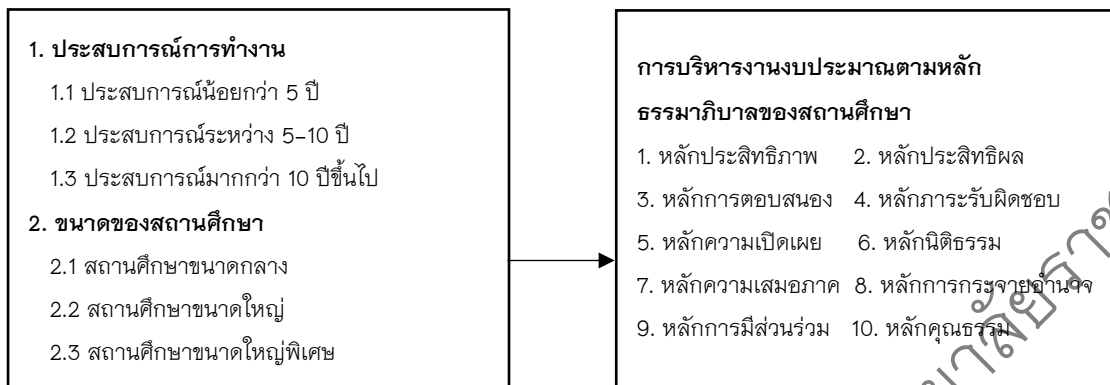 1. ประสบการณ์การทำงาน
1.1 ประสบการณ์น้อยกว่า 5 ปี
1.2 ประสบการณ์ระหว่าง 5–10 ปี
1.3 ประสบการณ์มากกว่า 10 ปีขึ้นไป
2. ขนาดของสถานศึกษา
2.1 สถานศึกษาขนาดกลาง
2.2 สถานศึกษาขนาดใหญ่
2.3 สถานศึกษาขนาดใหญ่พิเศษ
การบริหารงานงบประมาณตามหลัก
ธรรมาภิบาลของสถานศึกษา
1. หลักประสิทธิภาพ 2. หลักประสิทธิผล
3. หลักการตอบสนอง 4. หลักภาระรับผิดชอบ
5. หลักความเปิดเผย 6. หลักนิติธรรม
7. หลักความเสมอภาค 8. หลักการกระจายอำนาจ
9. หลักการมีส่วนร่วม 10. หลักคุณธรรม